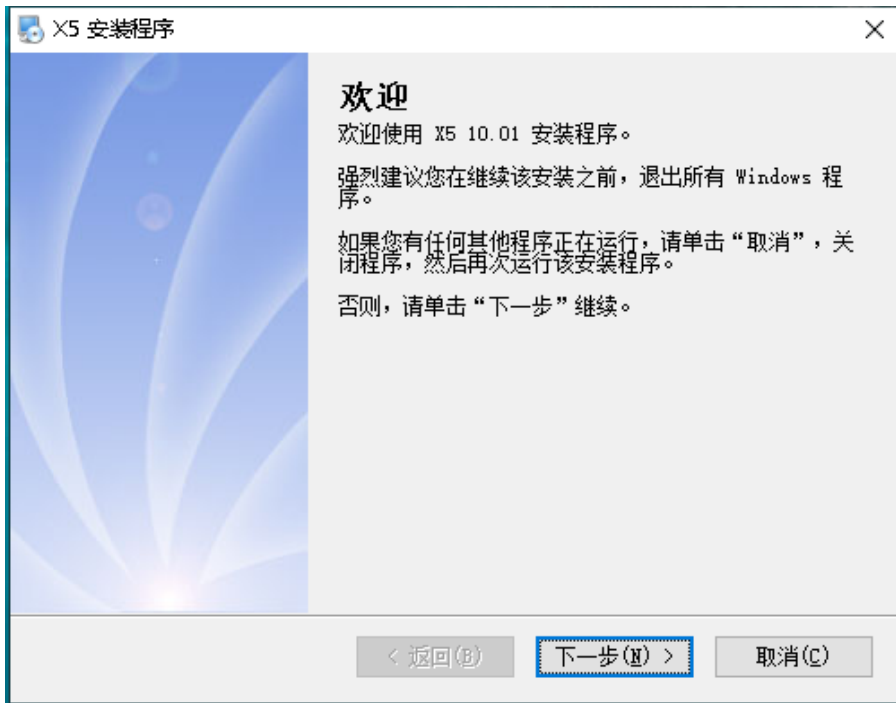 X5 安装程序
欢迎
欢迎使用 X5 10.01 安装程序。
强烈建议您在继续该安装之前，退出所有 Windows 程
序。
如果您有任何其他程序正在运行，请单击“取消”，关
闭程序，然后再次运行该安装程序。
否则，请单击“下一步”继续。
< 返回(B)
下一步(N) >
取消(C)